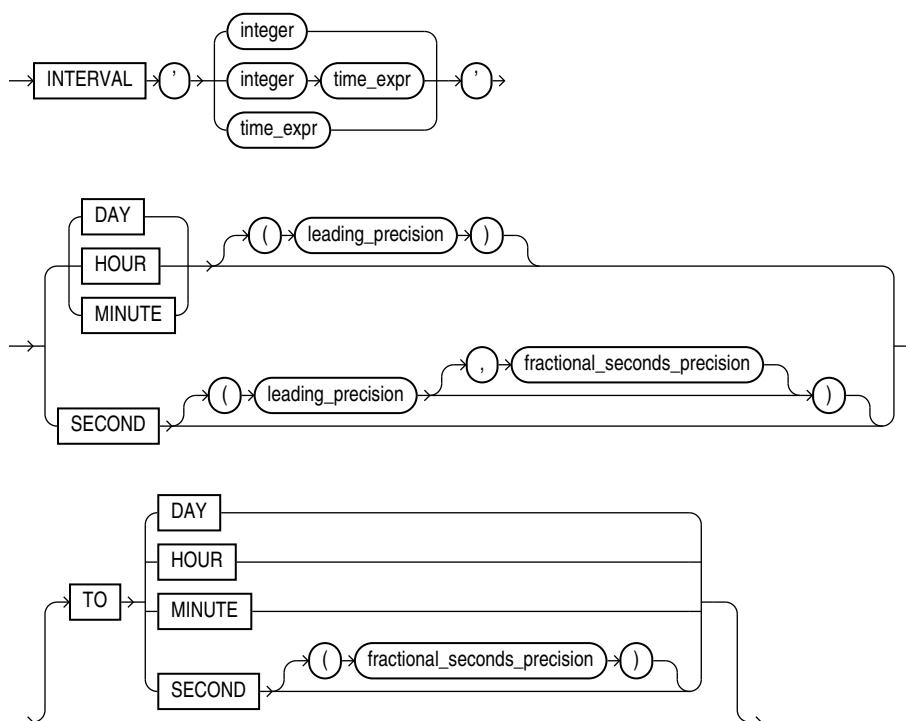 integer
INTERVAL ' integer time_expr '
time_expr
DAY
( leading_precision )
HOUR
MINUTE
, fractional_seconds_precision
( leading_precision )
SECOND
DAY
HOUR
TO
MINUTE
( fractional_seconds_precision )
SECOND